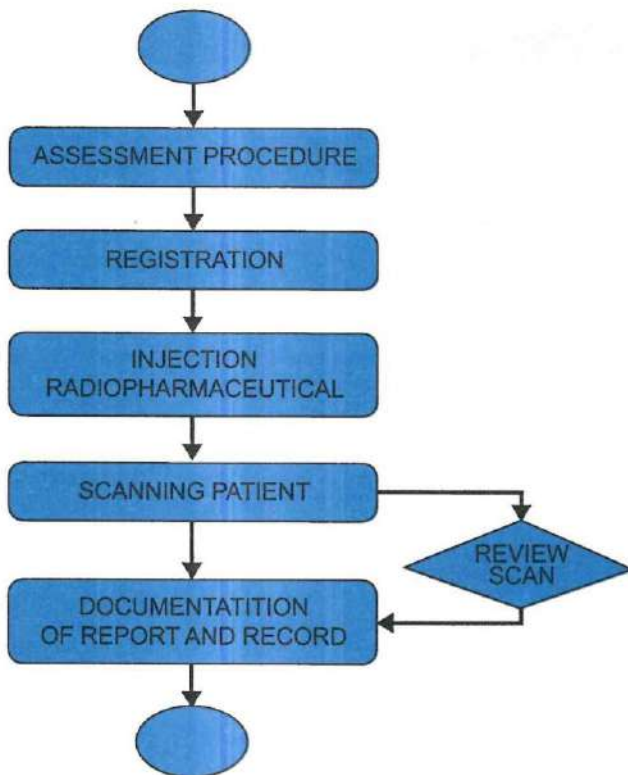 ASSESSMENT PROCEDURE
REGISTRATION
INJECTION
RADIOPHARMACEUTICAL
SCANNING PATIENT
REVIEW
SCAN
DOCUMENTATITION
OF REPORT AND RECORD